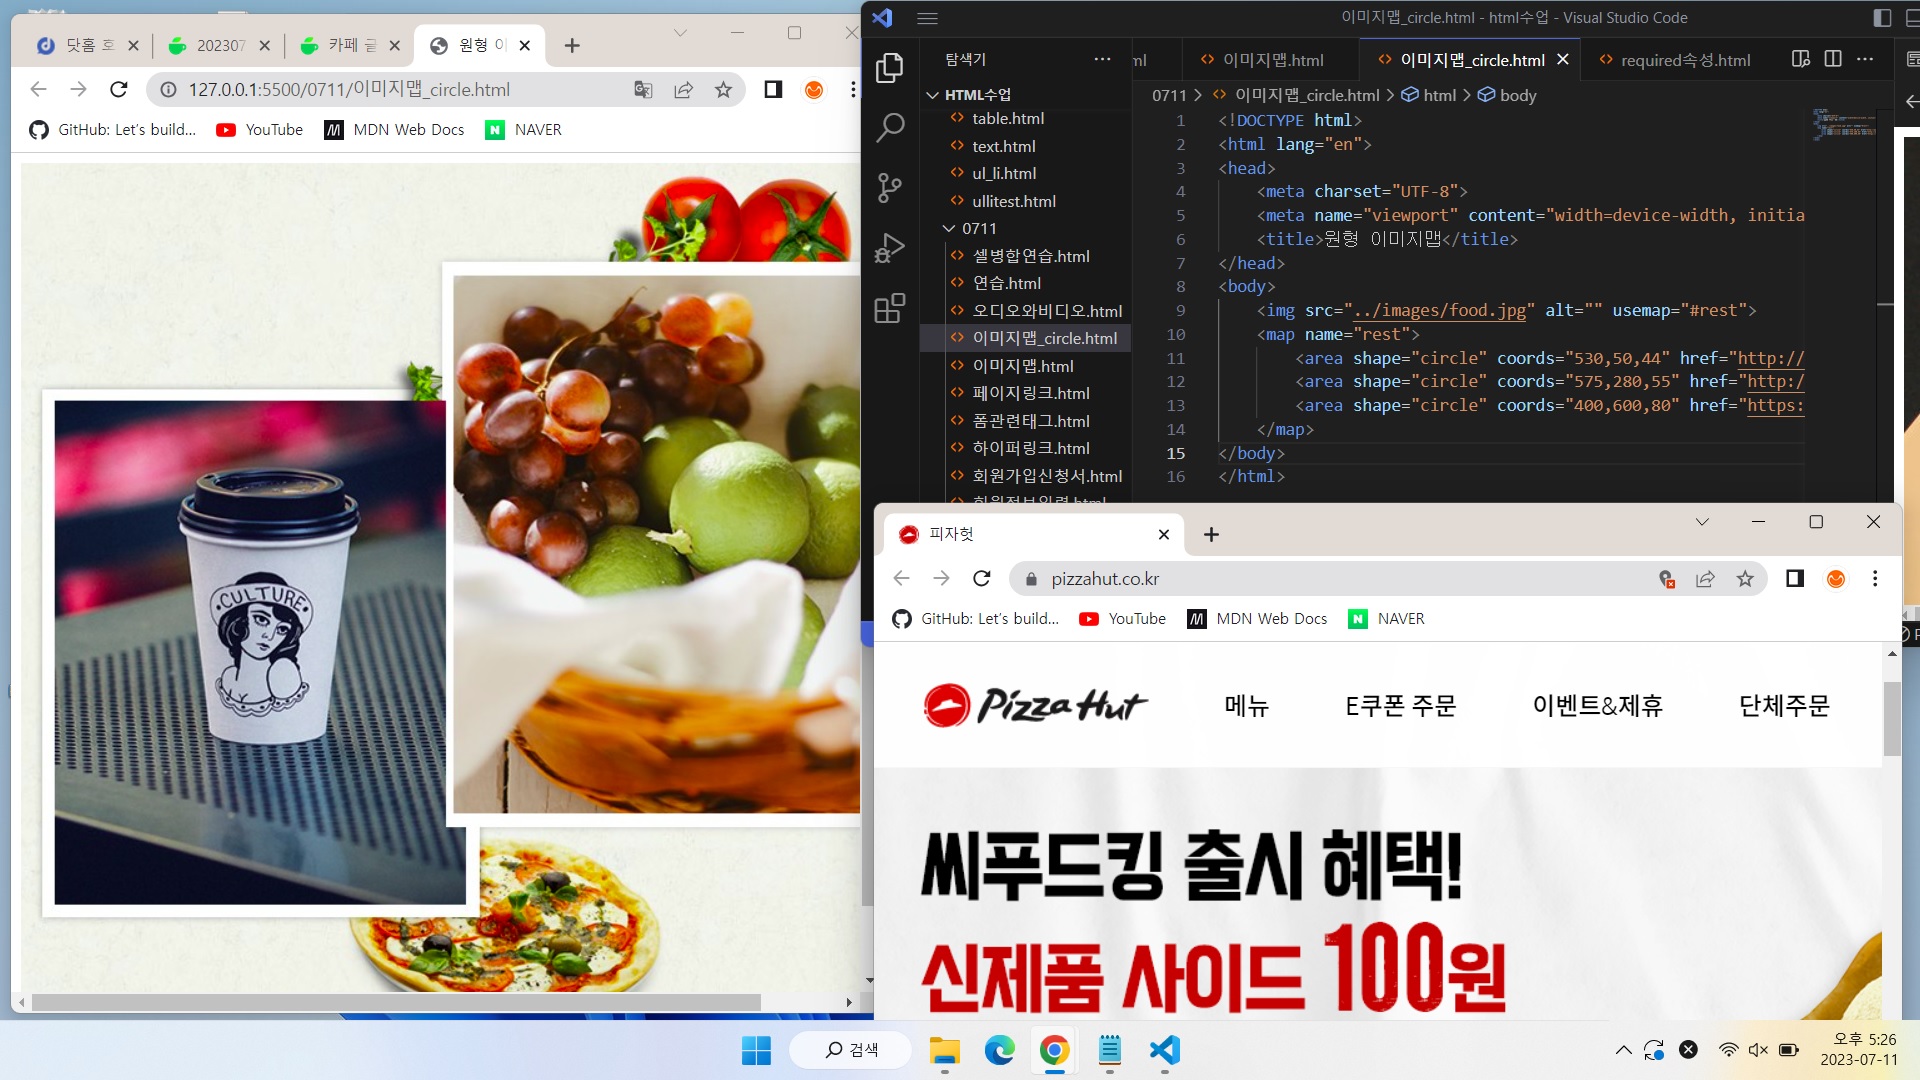 닷홈 호
202307
카페 글
원형 이
127.0.0.1:5500/0711/이미지맵_circle.html
GitHub: Let's build...
YouTube
MDN Web Docs
NAVER
CULTURE
이미지맵_circle.html - html수업 - Visual Studio Code
탐색기
ml
이미지맵.html
이미지맵_circle.html
required속성.html
HTML수업
table.html
text.html
ul_li.html
ullitest.html
0711
셀병합연습.html
연습.html
오디오와비디오.html
이미지맵_circle.html
이미지맵.html
페이지링크.html
폼관련태그.html
하이퍼링크.html
회원가입신청서.html
0711 > 이미지맵_circle.html > html > body
1 <!DOCTYPE html>
2 <html lang="en">
3 <head>
4 <meta charset="UTF-8">
5 <meta name="viewport" content="width=device-width, initia
6 <title>원형 이미지맵</title>
7 </head>
8 <body>
9 <img src="../images/food.jpg" alt="" usemap="#rest">
10 <map name="rest">
11 <area shape="circle" coords="530,50,44" href="http://
12 <area shape="circle" coords="575,280,55" href="http:/
13 <area shape="circle" coords="400,600,80" href="https:
14 </map>
15 </body>
16 </html>
피자헛
pizzahut.co.kr
GitHub: Let's build...
YouTube
MDN Web Docs
NAVER
Pizza Hut
메뉴
E쿠폰 주문
이벤트&제휴
단체주문
씨푸드킹 출시 혜택!
신제품 사이드 100원
검색
오후 5:26
2023-07-11